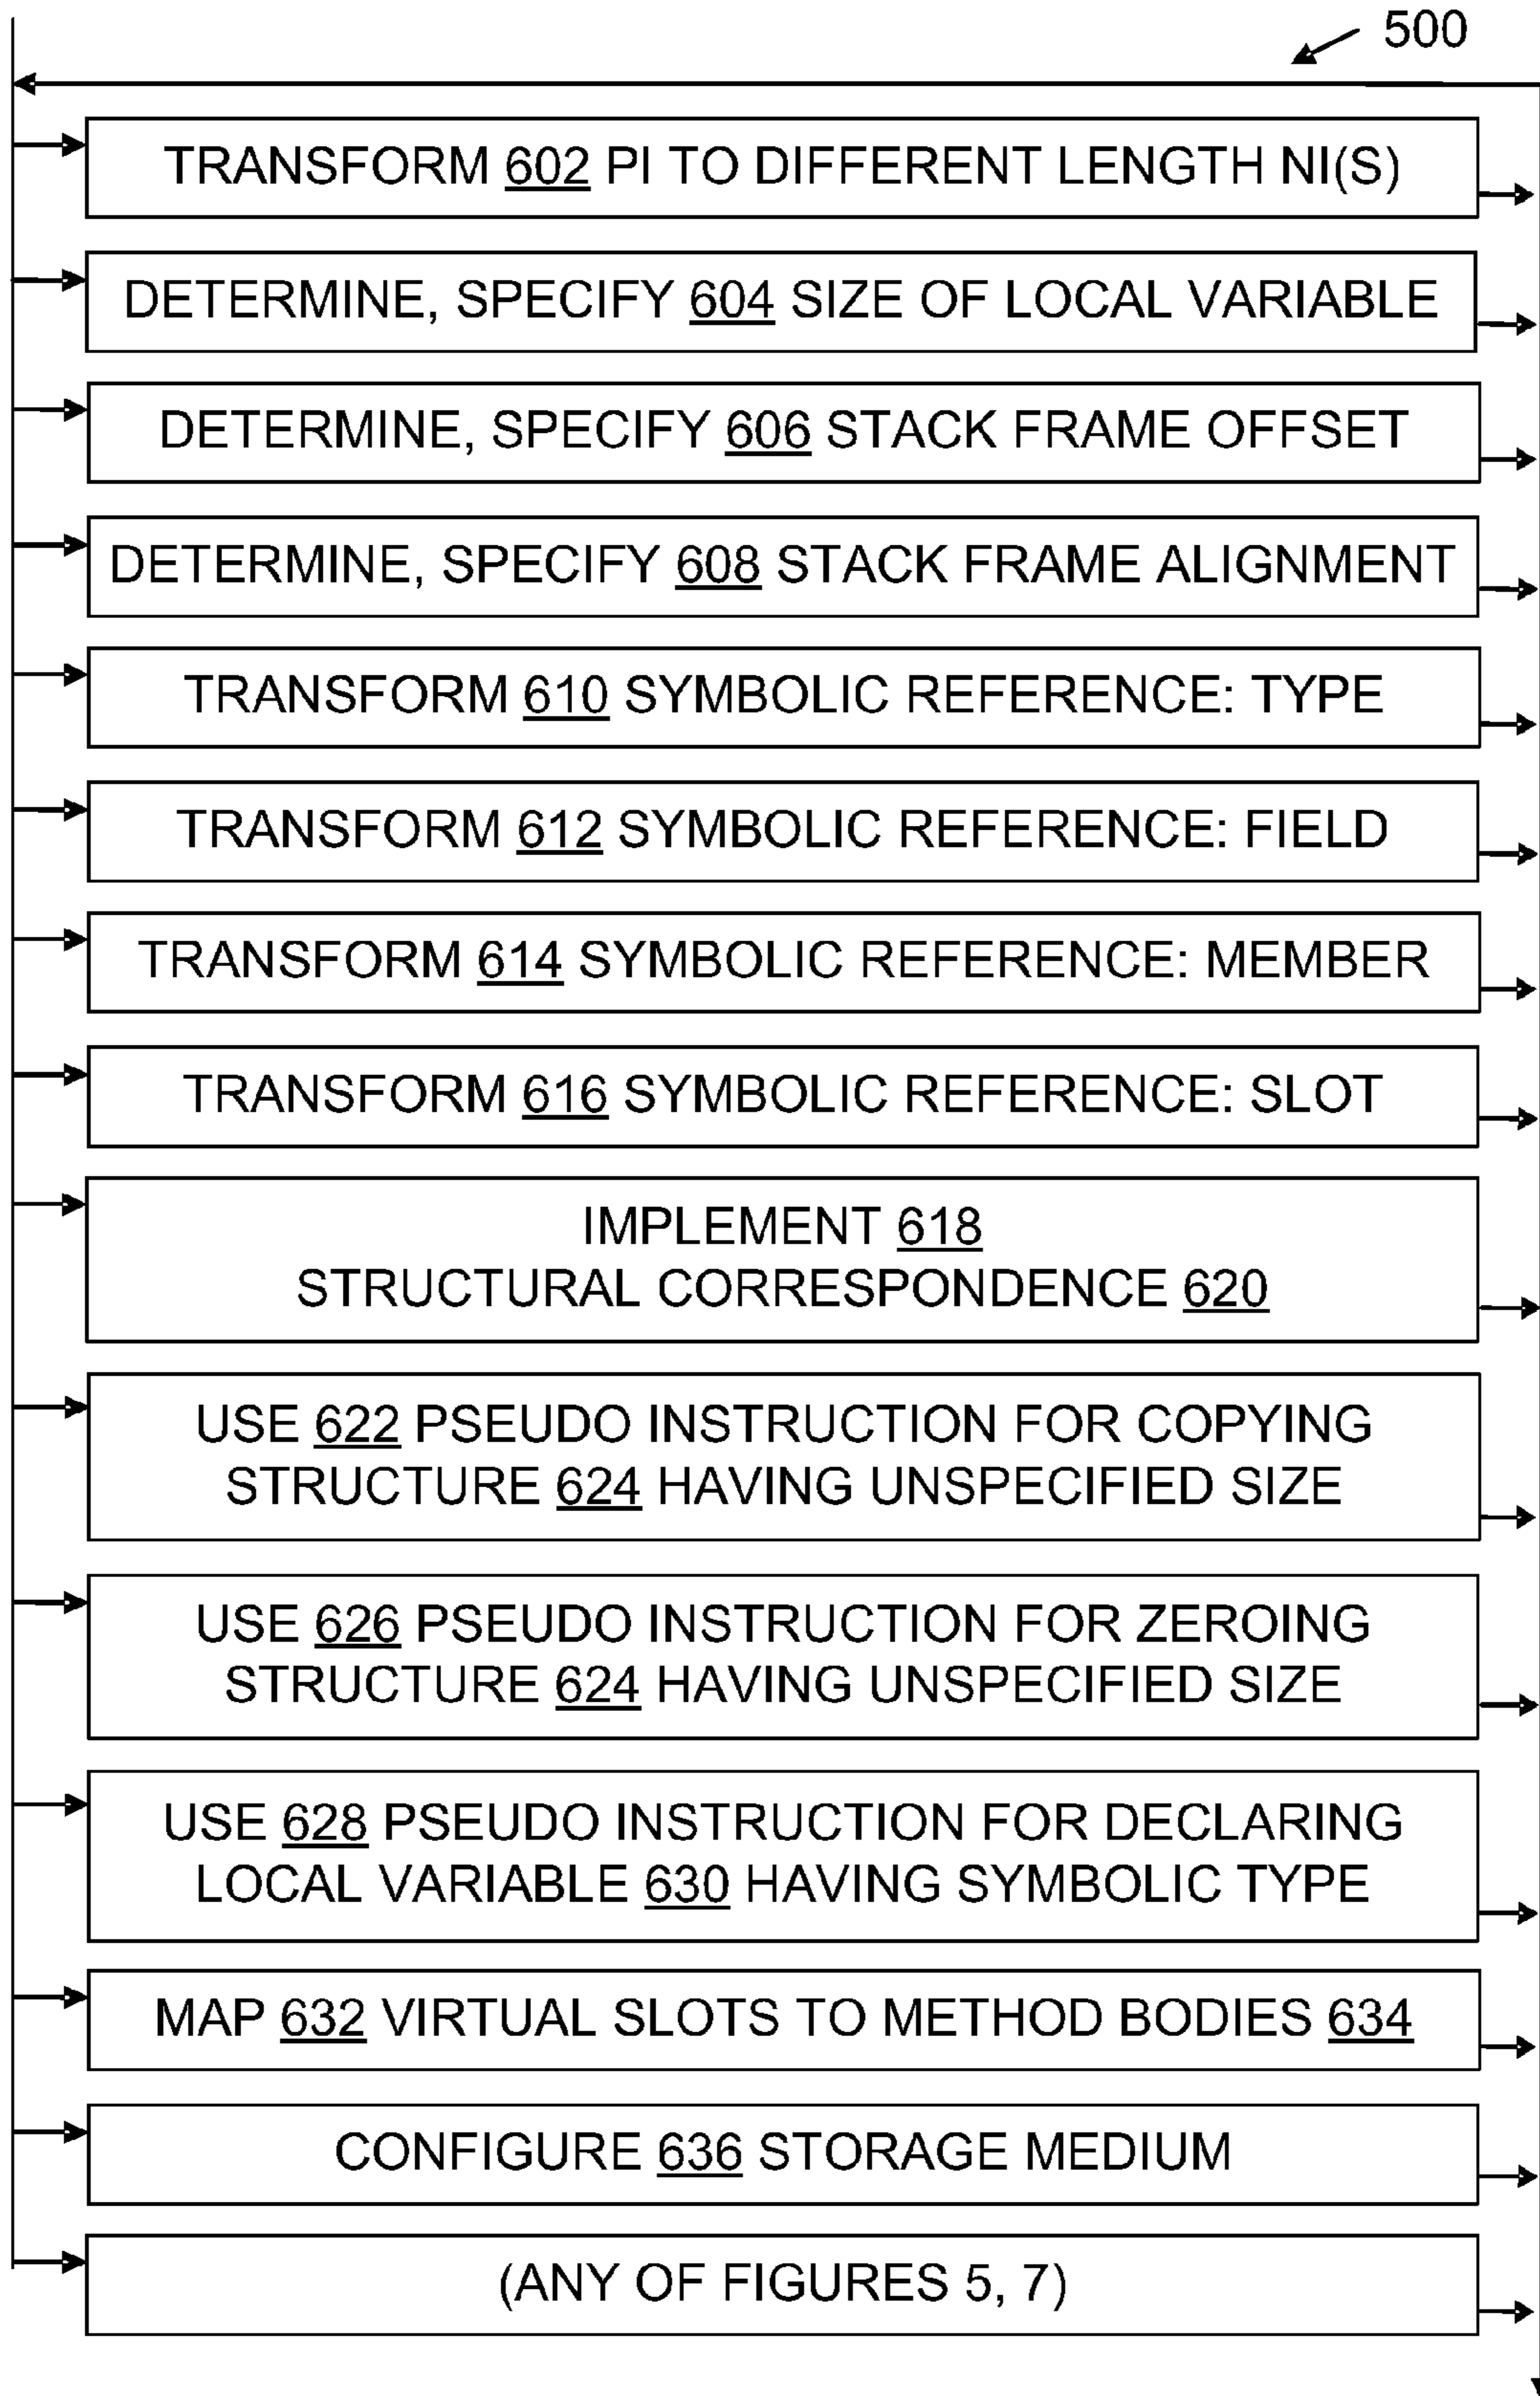 500
TRANSFORM 602 PI TO DIFFERENT LENGTH NI(S)
DETERMINE, SPECIFY 604 SIZE OF LOCAL VARIABLE
DETERMINE, SPECIFY 606 STACK FRAME OFFSET
DETERMINE, SPECIFY 608 STACK FRAME ALIGNMENT
TRANSFORM 610 SYMBOLIC REFERENCE: TYPE
TRANSFORM 612 SYMBOLIC REFERENCE: FIELD
TRANSFORM 614 SYMBOLIC REFERENCE: MEMBER
TRANSFORM 616 SYMBOLIC REFERENCE: SLOT
IMPLEMENT 618
STRUCTURAL CORRESPONDENCE 620
USE 622 PSEUDO INSTRUCTION FOR COPYING
STRUCTURE 624 HAVING UNSPECIFIED SIZE
USE 626 PSEUDO INSTRUCTION FOR ZEROING
STRUCTURE 624 HAVING UNSPECIFIED SIZE
USE 628 PSEUDO INSTRUCTION FOR DECLARING
LOCAL VARIABLE 630 HAVING SYMBOLIC TYPE
MAP 632 VIRTUAL SLOTS TO METHOD BODIES 634
CONFIGURE 636 STORAGE MEDIUM
(ANY OF FIGURES 5, 7)